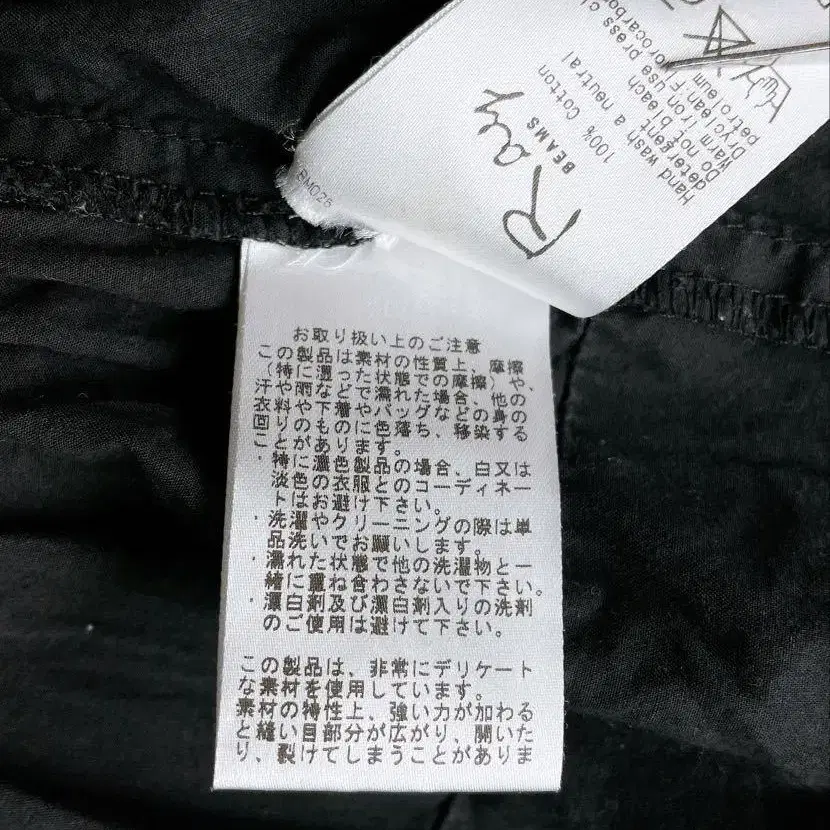 Ray
BEAMS
100% Cotton
Hand wash a neutral
detergent
Do not bleach
Warm iron use press cl
Dryclean.F
orocarbo
petroleum
BM026
お取り扱い上のご注意
この製品は素材の性質上、摩擦
（特に湿った状態での摩擦）や、
汗や雨などで濡れた場合、他の
衣料や下着やバッグなどの身の
回りのものに色落ち、移染する
ことがあります。
・特に濃色製品の場合、白又は
淡色の衣服とのコーディネー
トはお避け下さい。
・洗濯やクリーニングの際は単
品洗いでお願いします。
・濡れた状態で他の洗濯物と一
緒に重ね合わさないで下さい。
・漂白剤及び漂白剤入りの洗剤
のご使用は避けて下さい。
この製品は、非常にデリケート
な素材を使用しています。
素材の特性上、強い力が加わる
と縫い目部分が広がり、開いた
り、裂けてしまうことがありま